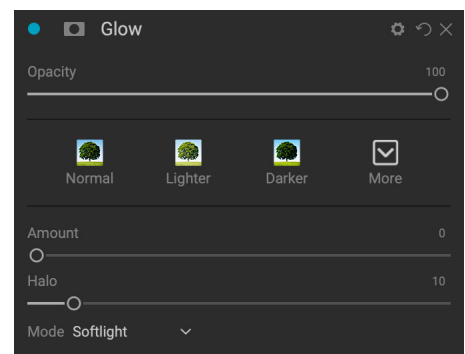 Glow
Opacity 100
Normal Lighter Darker More
Amount 0
Halo 10
Mode Softlight